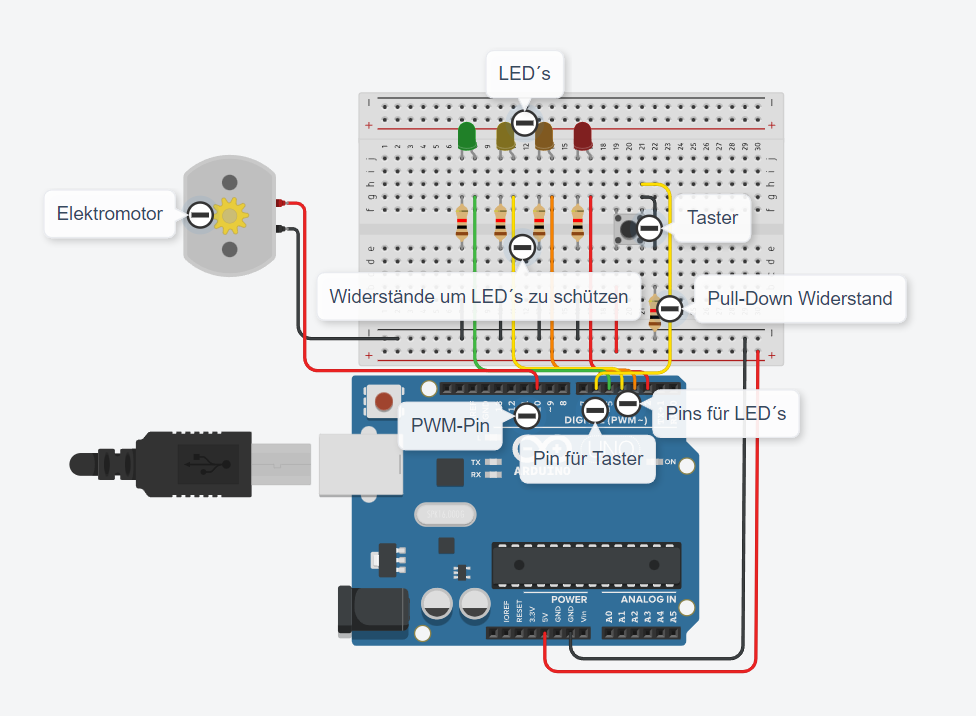 LED´s
Elektromotor
Taster
Widerstände um LED´s zu schützen
Pull-Down Widerstand
PWM-Pin
Pins für LED´s
Pin für Taster
DIGITAL (PWM~)
UNO
ARDUINO
TX
RX
ON
POWER
ANALOG IN
IOREF
RESET
3.3V
5V
GND
GND
Vin
A0
A1
A2
A3
A4
A5